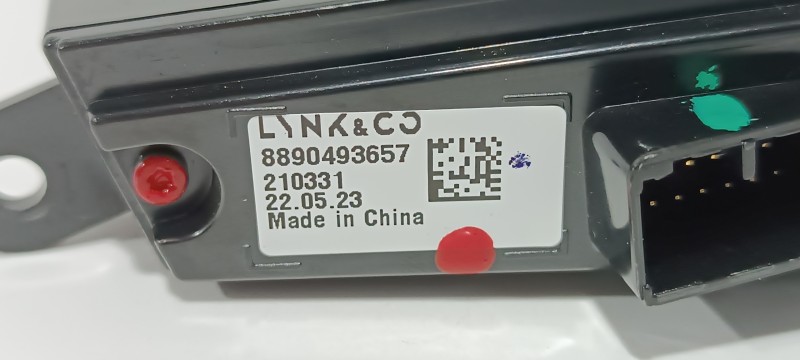 LYNK&CO
8890493657
210331
22.05.23
Made in China